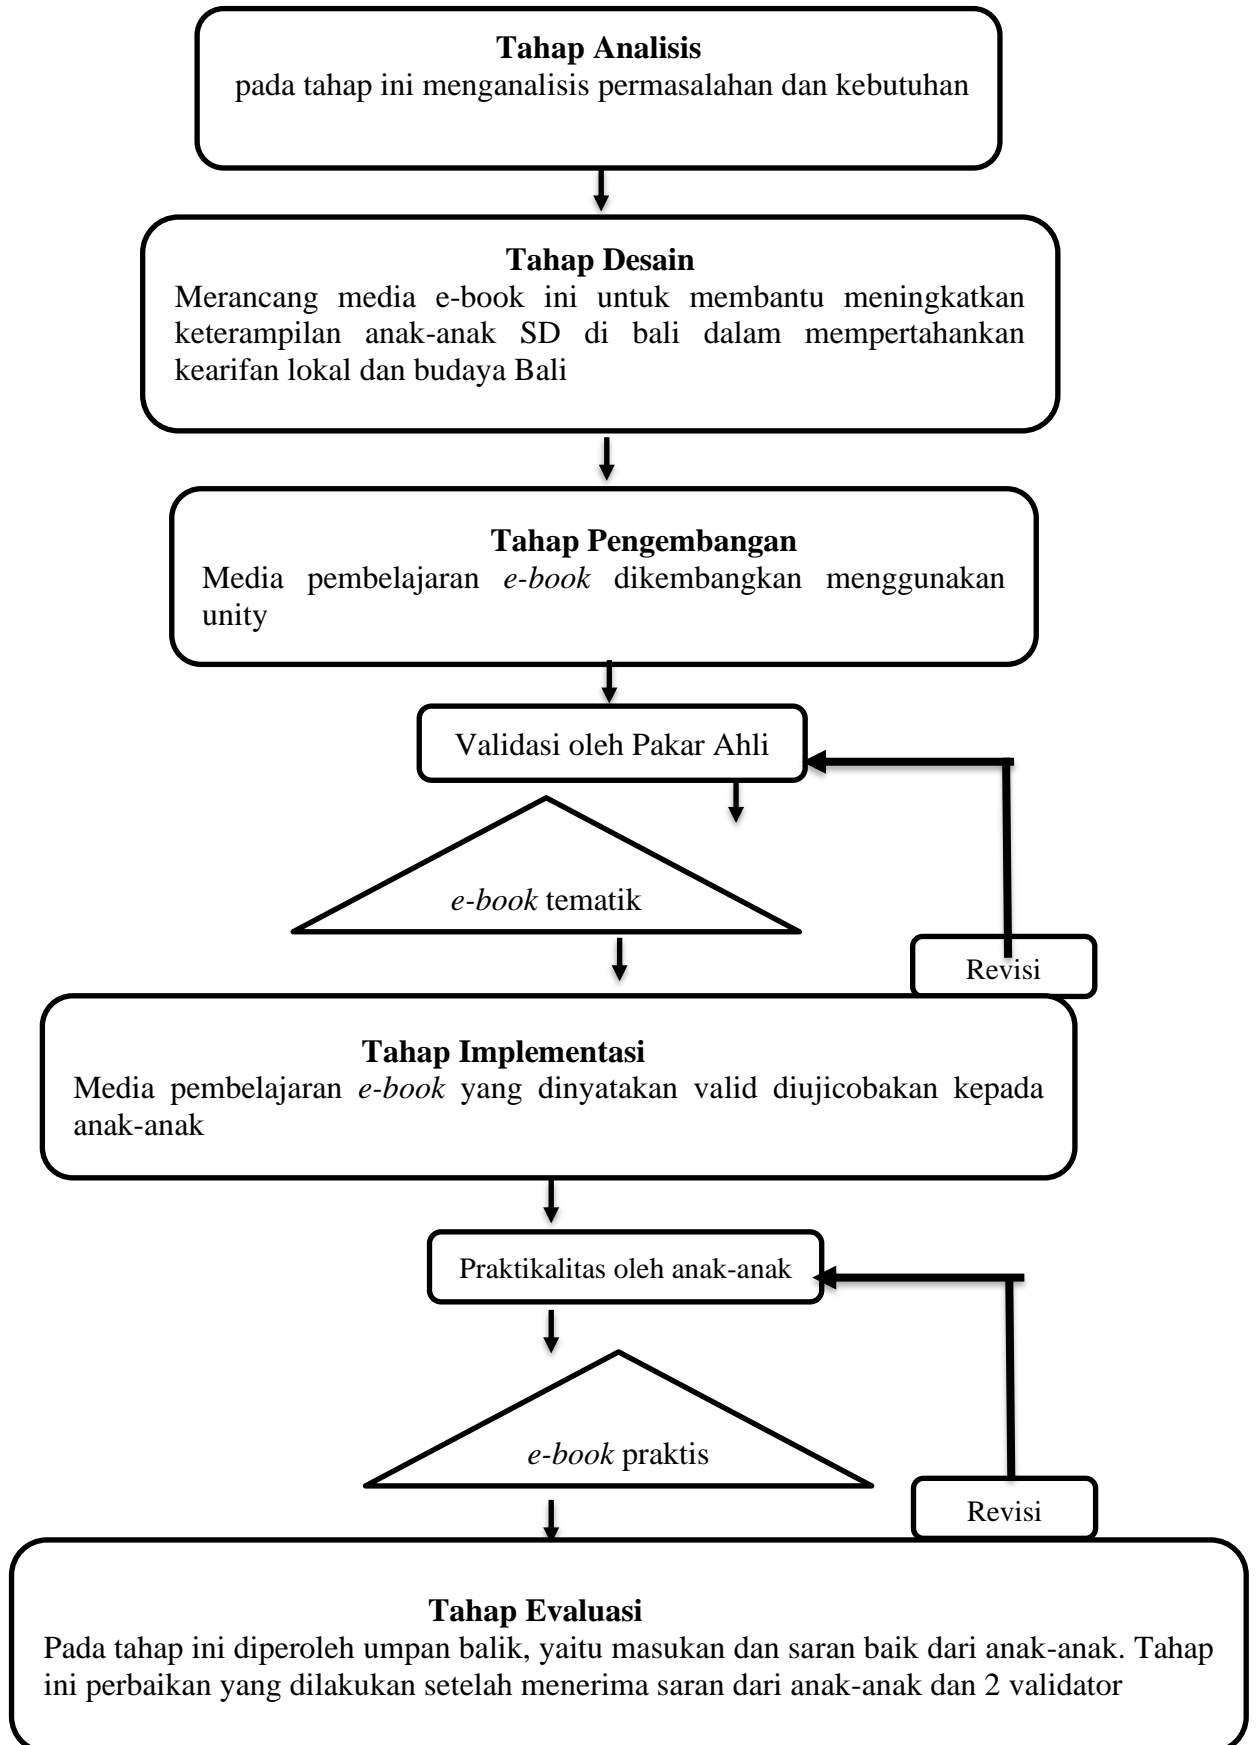 Tahap Analisis
pada tahap ini menganalisis permasalahan dan kebutuhan
Tahap Desain
Merancang media e-book ini untuk membantu meningkatkan
keterampilan anak-anak SD di bali dalam mempertahankan
kearifan lokal dan budaya Bali
Tahap Pengembangan
Media pembelajaran e-book dikembangkan menggunakan
unity
Validasi oleh Pakar Ahli
e-book tematik
Revisi
Tahap Implementasi
Media pembelajaran e-book yang dinyatakan valid diujicobakan kepada
anak-anak
Praktikalitas oleh anak-anak
e-book praktis
Revisi
Tahap Evaluasi
Pada tahap ini diperoleh umpan balik, yaitu masukan dan saran baik dari anak-anak. Tahap
ini perbaikan yang dilakukan setelah menerima saran dari anak-anak dan 2 validator